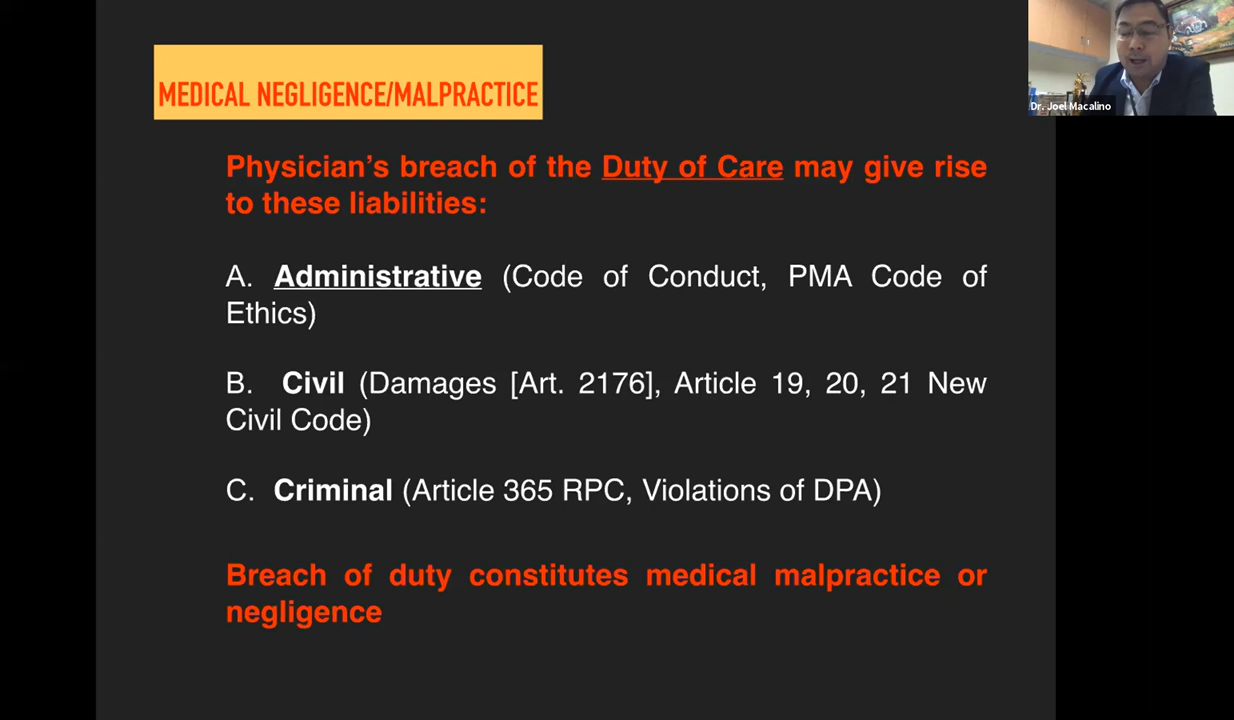 MEDICAL NEGLIGENCE/MALPRACTICE
Dr. Joel Macalino
Physician's breach of the Duty of Care may give rise
to these liabilities:
A. Administrative (Code of Conduct, PMA Code of
Ethics)
B. Civil (Damages [Art. 2176], Article 19, 20, 21 New
Civil Code)
C. Criminal (Article 365 RPC, Violations of DPA)
Breach of duty constitutes medical malpractice or
negligence